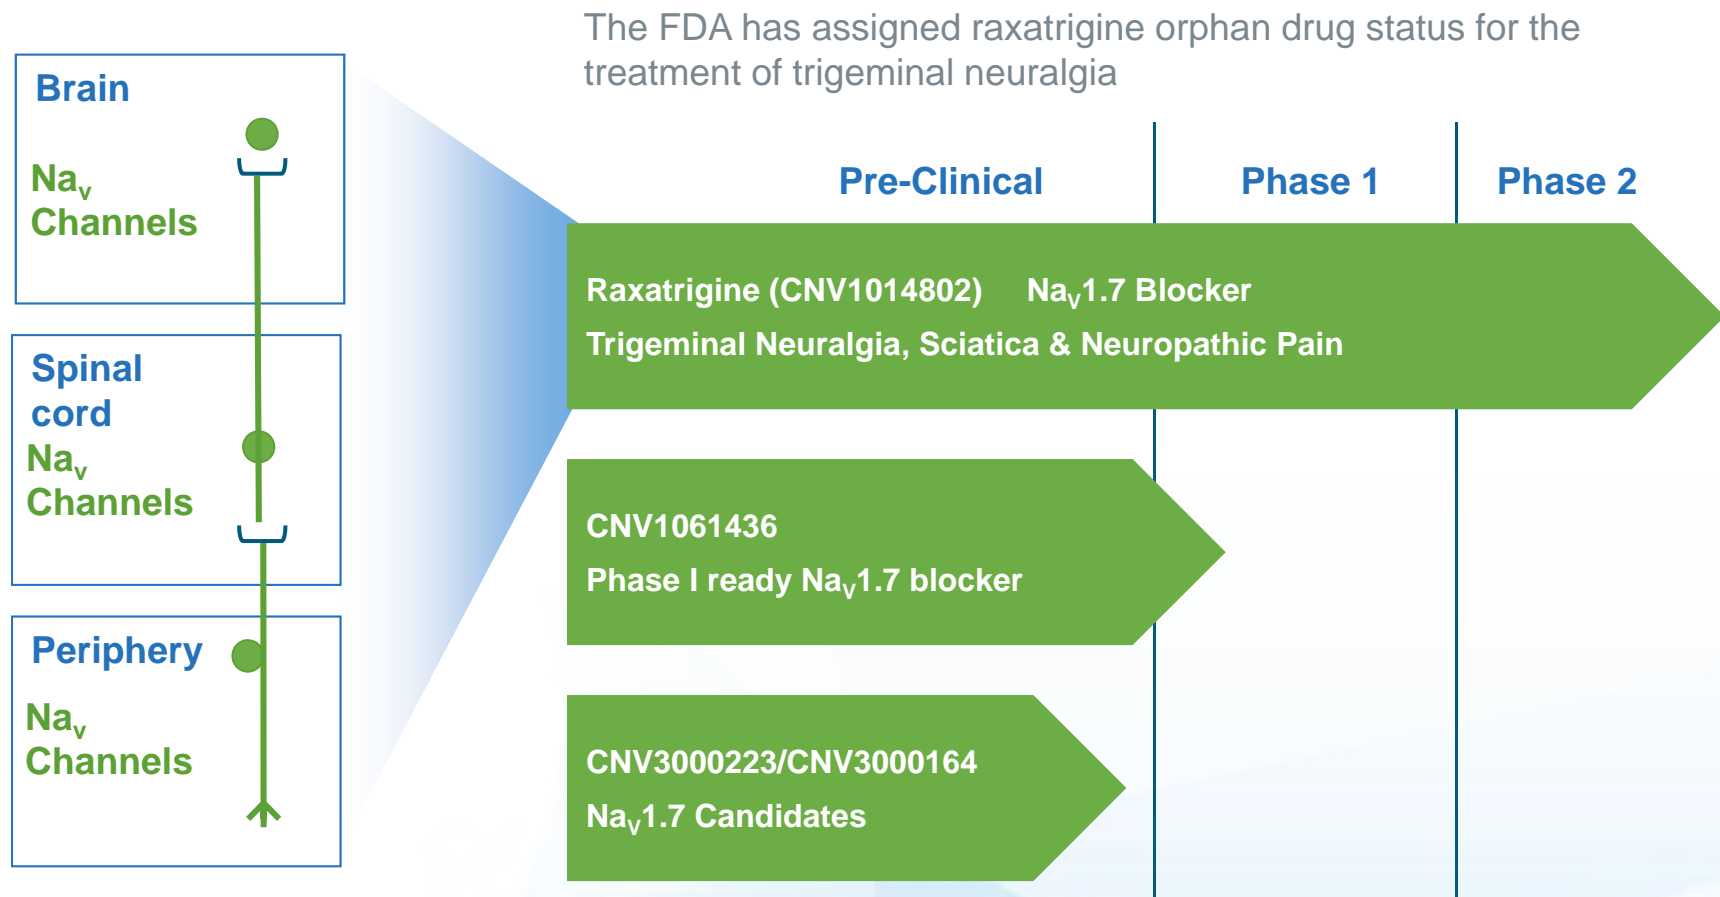 The FDA has assigned raxatrigine orphan drug status for the
treatment of trigeminal neuralgia
Brain
Nav
Channels
Spinal
cord
Nav
Channels
Periphery
Nav
Channels
Pre-Clinical
Phase 1
Phase 2
Raxatrigine (CNV1014802) NaV1.7 Blocker
Trigeminal Neuralgia, Sciatica & Neuropathic Pain
CNV1061436
Phase I ready NaV1.7 blocker
CNV3000223/CNV3000164
NaV1.7 Candidates